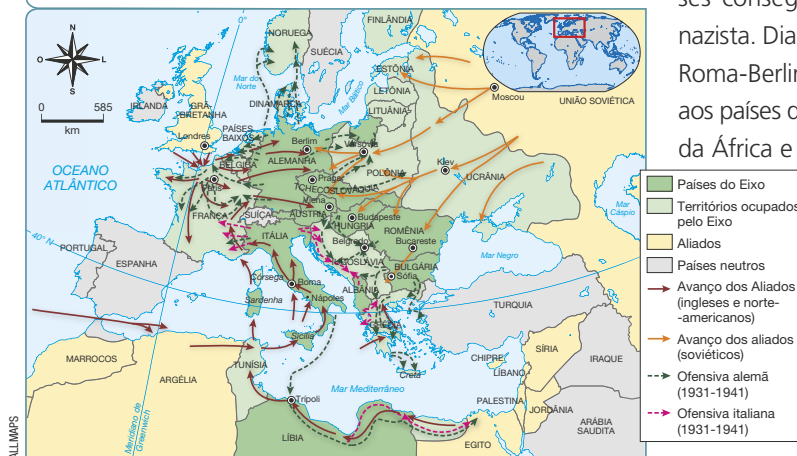 ses conseg
nazista. Dia
Roma-Berlin
aos países d
da África e
N
O
L
S
0
585
km
0°
NORUEGA
SUÉCIA
FINLÂNDIA
ESTÔNIA
LETÔNIA
LITUÂNIA
Moscou
UNIÃO SOVIÉTICA
Mar do
Norte
Mar Báltico
DINAMARCA
IRLANDA
GRÃ-
BRETANHA
Londres
PAÍSES
BAIXOS
BÉLGICA
Berlim
ALEMANHA
Varsóvia
POLÔNIA
Kiev
UCRÂNIA
OCEANO
ATLÂNTICO
Paris
FRANÇA
Praga
TCHECOSLOVÁQUIA
Viena
SUÍÇA
ÁUSTRIA
Budapeste
HUNGRIA
ROMÊNIA
Bucareste
ITÁLIA
Belgrado
IUGOSLÁVIA
BULGÁRIA
Sófia
ALBÂNIA
GRÉCIA
Mar Negro
Mar
Cáspio
40° N
PORTUGAL
ESPANHA
Córsega
Roma
Sardenha
Nápoles
Sicília
TURQUIA
Creta
CHIPRE
SÍRIA
LÍBANO
IRAQUE
PALESTINA
JORDÂNIA
ARÁBIA
SAUDITA
Mar Mediterrâneo
MARROCOS
ARGÉLIA
TUNÍSIA
Trípoli
LÍBIA
EGITO
Meridiano de
Greenwich
ALLMAPS
Países do Eixo
Territórios ocupados
pelo Eixo
Aliados
Países neutros
Avanço dos Aliados
(ingleses e norte-
-americanos)
Avanço dos aliados
(soviéticos)
Ofensiva alemã
(1931-1941)
Ofensiva italiana
(1931-1941)